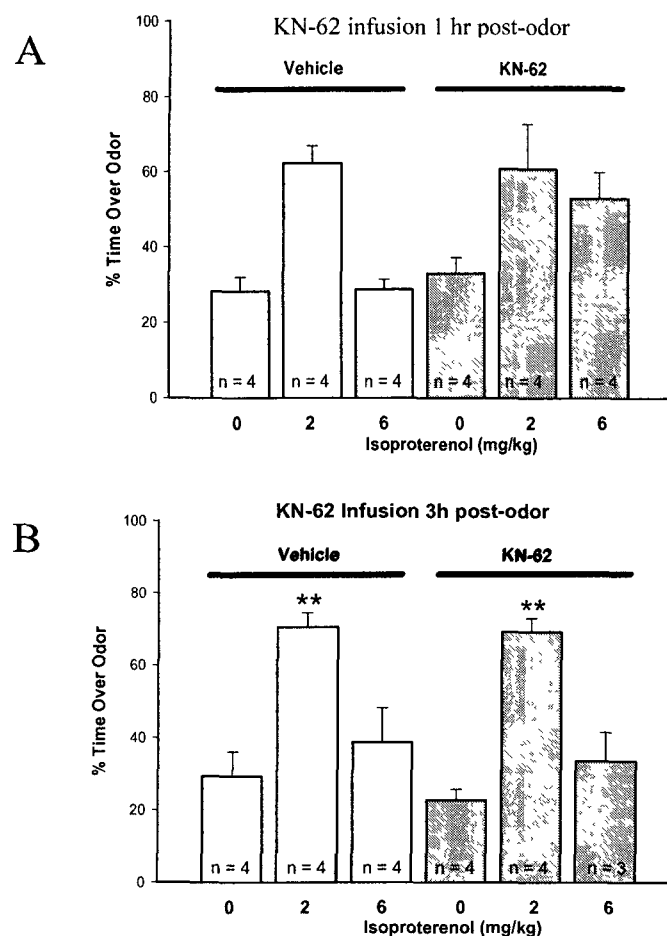 A
KN-62 infusion 1 hr post-odor
Vehicle KN-62
100
80
60
40
20
0
% Time Over Odor
n = 4 n = 4 n = 4 n = 4 n = 4 n = 4
0 2 6 0 2 6
Isoproterenol (mg/kg)
B
KN-62 Infusion 3h post-odor
Vehicle KN-62
** **
100
80
60
40
20
0
% Time Over Odor
n = 4 n = 4 n = 4 n = 4 n = 4 n = 3
0 2 6 0 2 6
Isoproterenol (mg/kg)